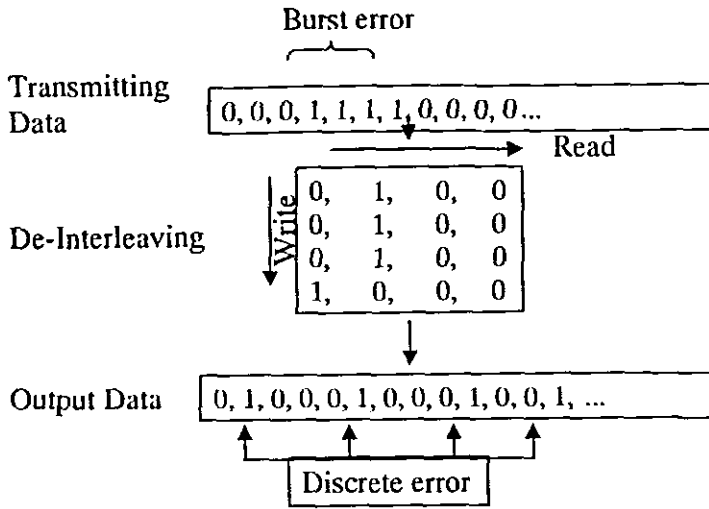 Burst error
Transmitting
Data
0, 0, 0, 1, 1, 1, 1, 0, 0, 0, 0...
Read
Write
0, 1, 0, 0
0, 1, 0, 0
0, 1, 0, 0
1, 0, 0, 0
De-Interleaving
Output Data
0, 1, 0, 0, 0, 1, 0, 0, 0, 1, 0, 0, 1, ...
Discrete error